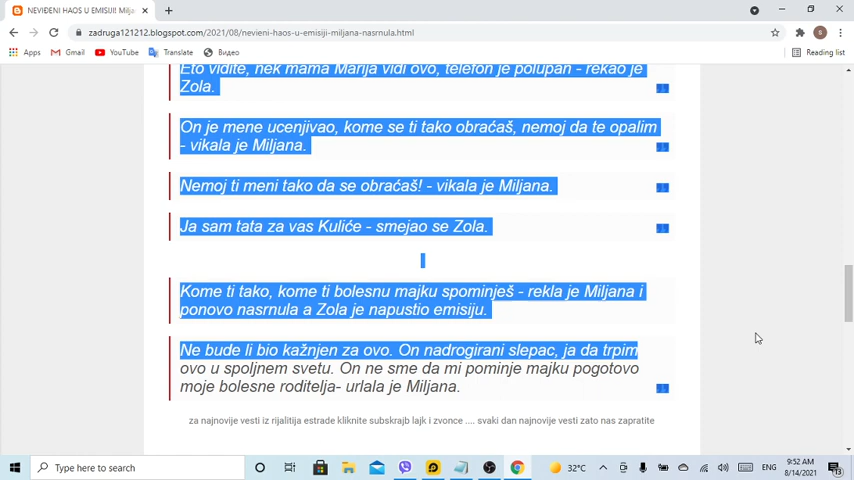 NEVIĐENI HAOS U EMISIJI! Miljan
zadruga121212.blogspot.com/2021/08/nevieni-haos-u-emisiji-miljana-nasrnula.html
Apps Gmail YouTube Translate Видео Reading list
Eto vidite, nek mama Marija vidi ovo, telefon je polupan - rekao je
Zola.
On je mene ucenjivao, kome se ti tako obraćaš, nemoj da te opalim
- vikala je Miljana.
Nemoj ti meni tako da se obraćaš! - vikala je Miljana.
Ja sam tata za vas Kuliće - smejao se Zola.
Kome ti tako, kome ti bolesnu majku spominješ - rekla je Miljana i
ponovo nasrnula a Zola je napustio emisiju.
Ne bude li bio kažnjen za ovo. On nadrogirani slepac, ja da trpim
ovo u spoljnem svetu. On ne sme da mi pominje majku pogotovo
moje bolesne roditelja- urlala je Miljana.
za najnovije vesti iz rijalitija estrade kliknite subskrajb lajk i zvonce .... svaki dan najnovije vesti zato nas zapratite
Type here to search
32°C
ENG
9:52 AM
8/14/2021
13